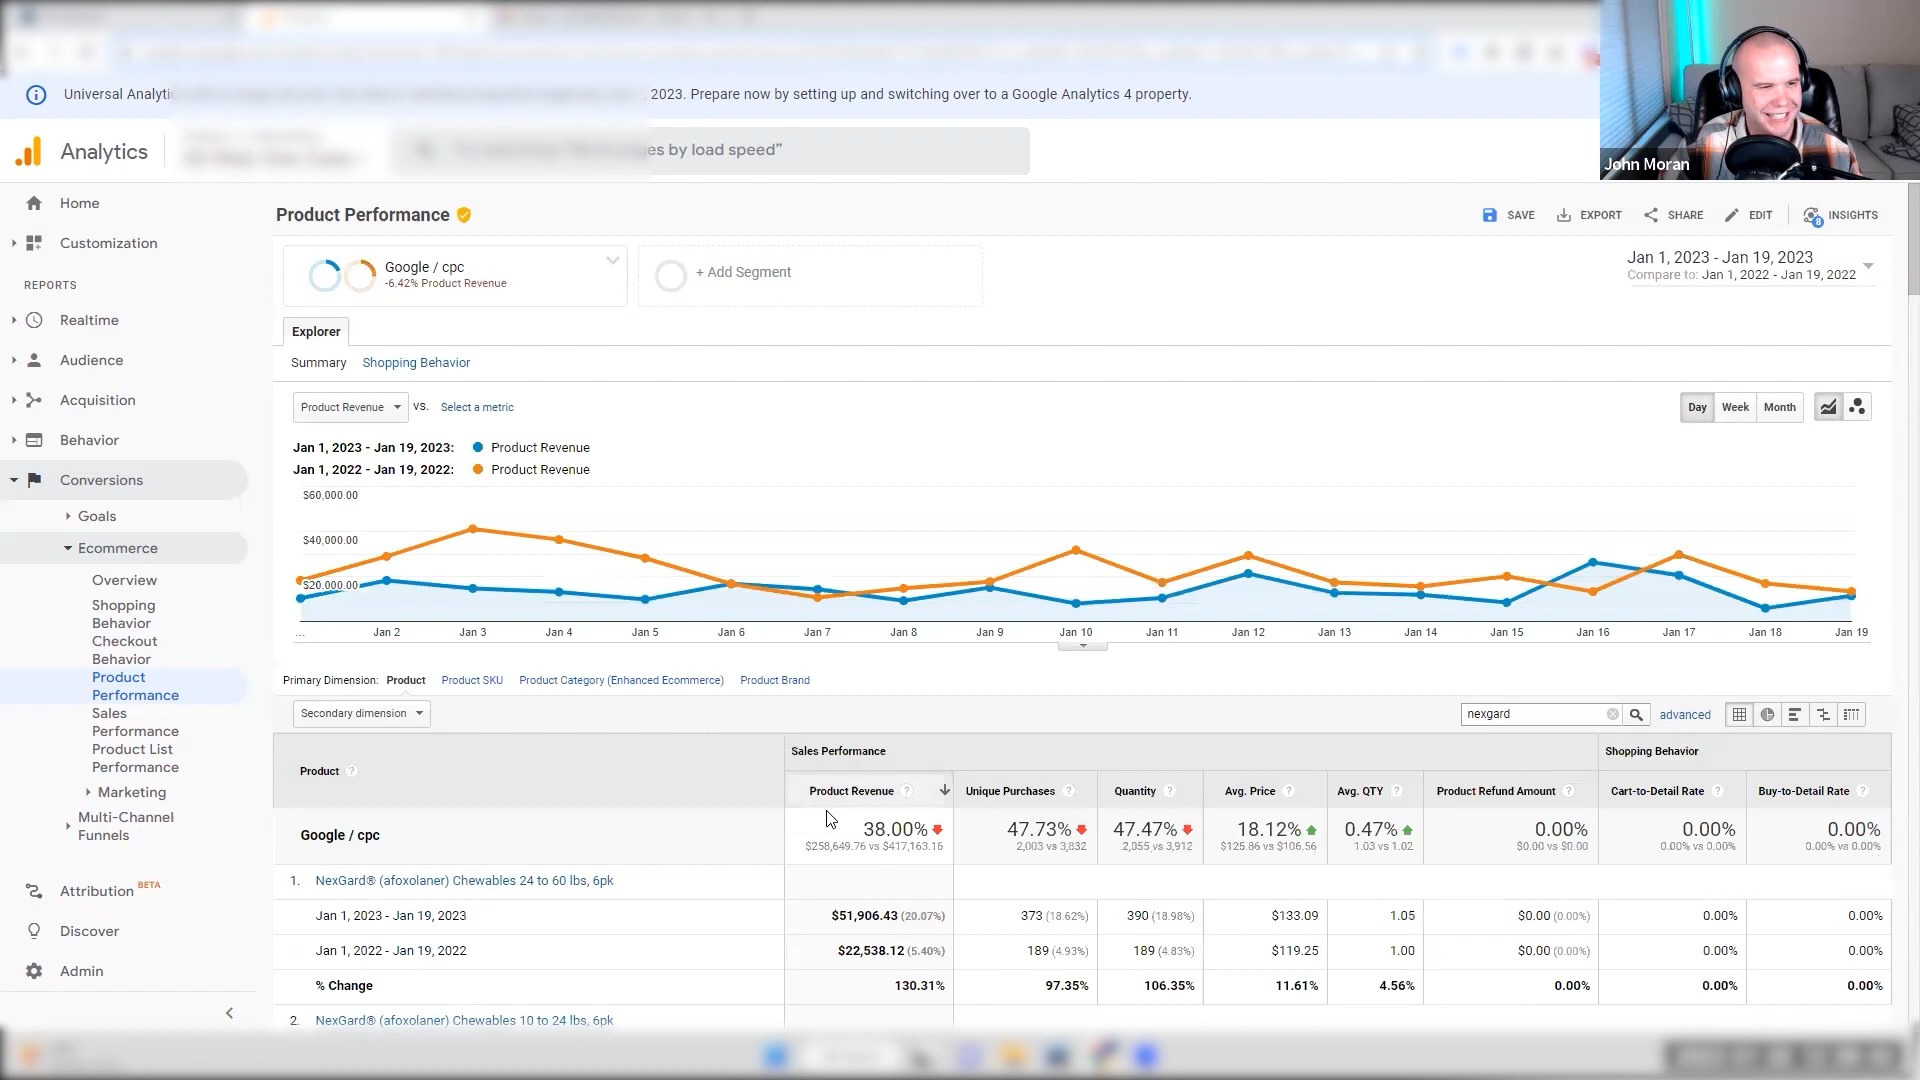 Universal Analytic
2023. Prepare now by setting up and switching over to a Google Analytics 4 property.
John Moran
Analytics
es by load speed”
Home
Customization
REPORTS
Realtime
Audience
Acquisition
Behavior
Conversions
Goals
Ecommerce
Overview
Shopping
Behavior
Checkout
Behavior
Product
Performance
Sales
Performance
Product List
Performance
Marketing
Multi-Channel
Funnels
Attribution BETA
Discover
Admin
Product Performance
SAVE EXPORT SHARE EDIT 8 INSIGHTS
Google / cpc
-6.42% Product Revenue
+ Add Segment
Jan 1, 2023 - Jan 19, 2023
Compare to: Jan 1, 2022 - Jan 19, 2022
Explorer
Summary Shopping Behavior
Product Revenue VS. Select a metric
Day Week Month
Jan 1, 2023 - Jan 19, 2023: Product Revenue
Jan 1, 2022 - Jan 19, 2022: Product Revenue
$60,000.00
$40,000.00
$20,000.00
... Jan 2 Jan 3 Jan 4 Jan 5 Jan 6 Jan 7 Jan 8 Jan 9 Jan 10 Jan 11 Jan 12 Jan 13 Jan 14 Jan 15 Jan 16 Jan 17 Jan 18 Jan 19
Primary Dimension: Product Product SKU Product Category (Enhanced Ecommerce) Product Brand
Secondary dimension
nexgard advanced
Product ? Sales Performance Shopping Behavior
Product Revenue ? Unique Purchases ? Quantity ? Avg. Price ? Avg. QTY ? Product Refund Amount ? Cart-to-Detail Rate ? Buy-to-Detail Rate ?
Google / cpc 38.00% 47.73% 47.47% 18.12% 0.47% 0.00% 0.00% 0.00%
$258,649.76 vs $417,163.16 2,003 vs 3,832 2,055 vs 3,912 $125.86 vs $106.56 1.03 vs 1.02 $0.00 vs $0.00 0.00% vs 0.00% 0.00% vs 0.00%
1. NexGard® (afoxolaner) Chewables 24 to 60 lbs, 6pk
Jan 1, 2023 - Jan 19, 2023 $51,906.43 (20.07%) 373 (18.62%) 390 (18.98%) $133.09 1.05 $0.00 (0.00%) 0.00% 0.00%
Jan 1, 2022 - Jan 19, 2022 $22,538.12 (5.40%) 189 (4.93%) 189 (4.83%) $119.25 1.00 $0.00 (0.00%) 0.00% 0.00%
% Change 130.31% 97.35% 106.35% 11.61% 4.56% 0.00% 0.00% 0.00%
2. NexGard® (afoxolaner) Chewables 10 to 24 lbs, 6pk